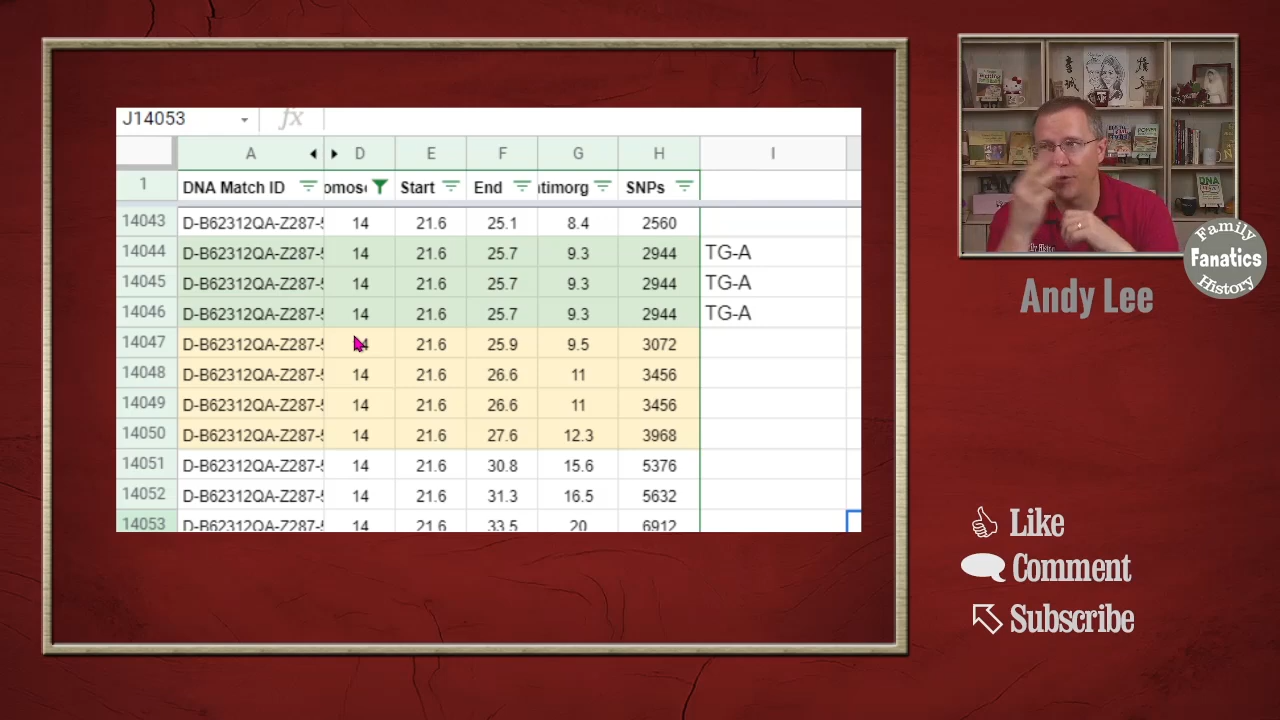 J14053 fx
A D E F G H I
1 DNA Match ID omoso Start End ntimorg SNPs
14043 D-B62312QA-Z287- 14 21.6 25.1 8.4 2560
14044 D-B62312QA-Z287- 14 21.6 25.7 9.3 2944 TG-A
14045 D-B62312QA-Z287- 14 21.6 25.7 9.3 2944 TG-A
14046 D-B62312QA-Z287- 14 21.6 25.7 9.3 2944 TG-A
14047 D-B62312QA-Z287- 14 21.6 25.9 9.5 3072
14048 D-B62312QA-Z287- 14 21.6 26.6 11 3456
14049 D-B62312QA-Z287- 14 21.6 26.6 11 3456
14050 D-B62312QA-Z287- 14 21.6 27.6 12.3 3968
14051 D-B62312QA-Z287- 14 21.6 30.8 15.6 5376
14052 D-B62312QA-Z287- 14 21.6 31.3 16.5 5632
14053 D-B62312QA-Z287- 14 21.6 33.5 20 6912
DNA
Family
Fanatics
History
Andy Lee
Like
Comment
Subscribe